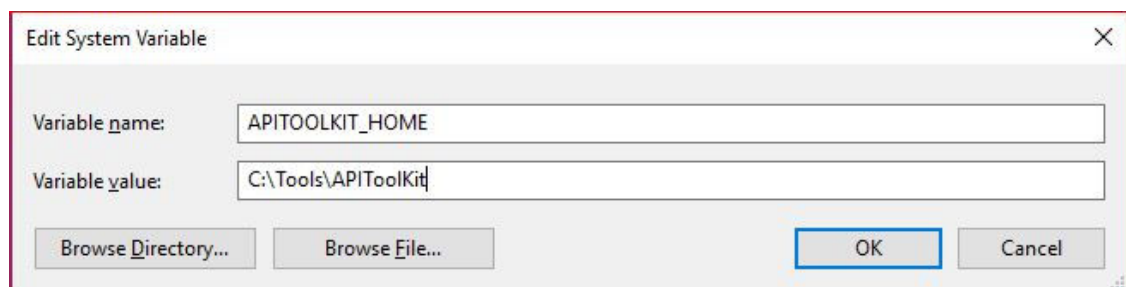 Edit System Variable
Variable name: APITOOLKIT_HOME
Variable value: C:\Tools\APIToolKit
Browse Directory... Browse File... OK Cancel